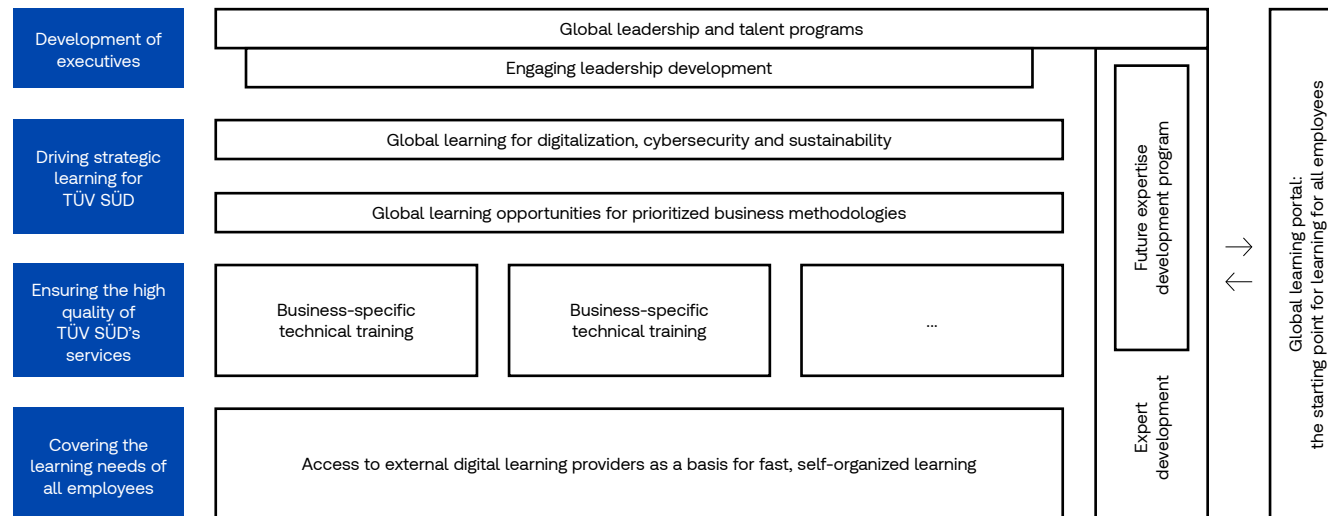 Development of
executives
Global leadership and talent programs
Engaging leadership development
Driving strategic
learning for
TÜV SÜD
Global learning for digitalization, cybersecurity and sustainability
Global learning opportunities for prioritized business methodologies
Ensuring the high
quality of
TÜV SÜD’s
services
Business-specific
technical training
Business-specific
technical training
...
Covering the
learning needs of
all employees
Access to external digital learning providers as a basis for fast, self-organized learning
Future expertise
development program
Expert
development
Global learning portal:
the starting point for learning for all employees